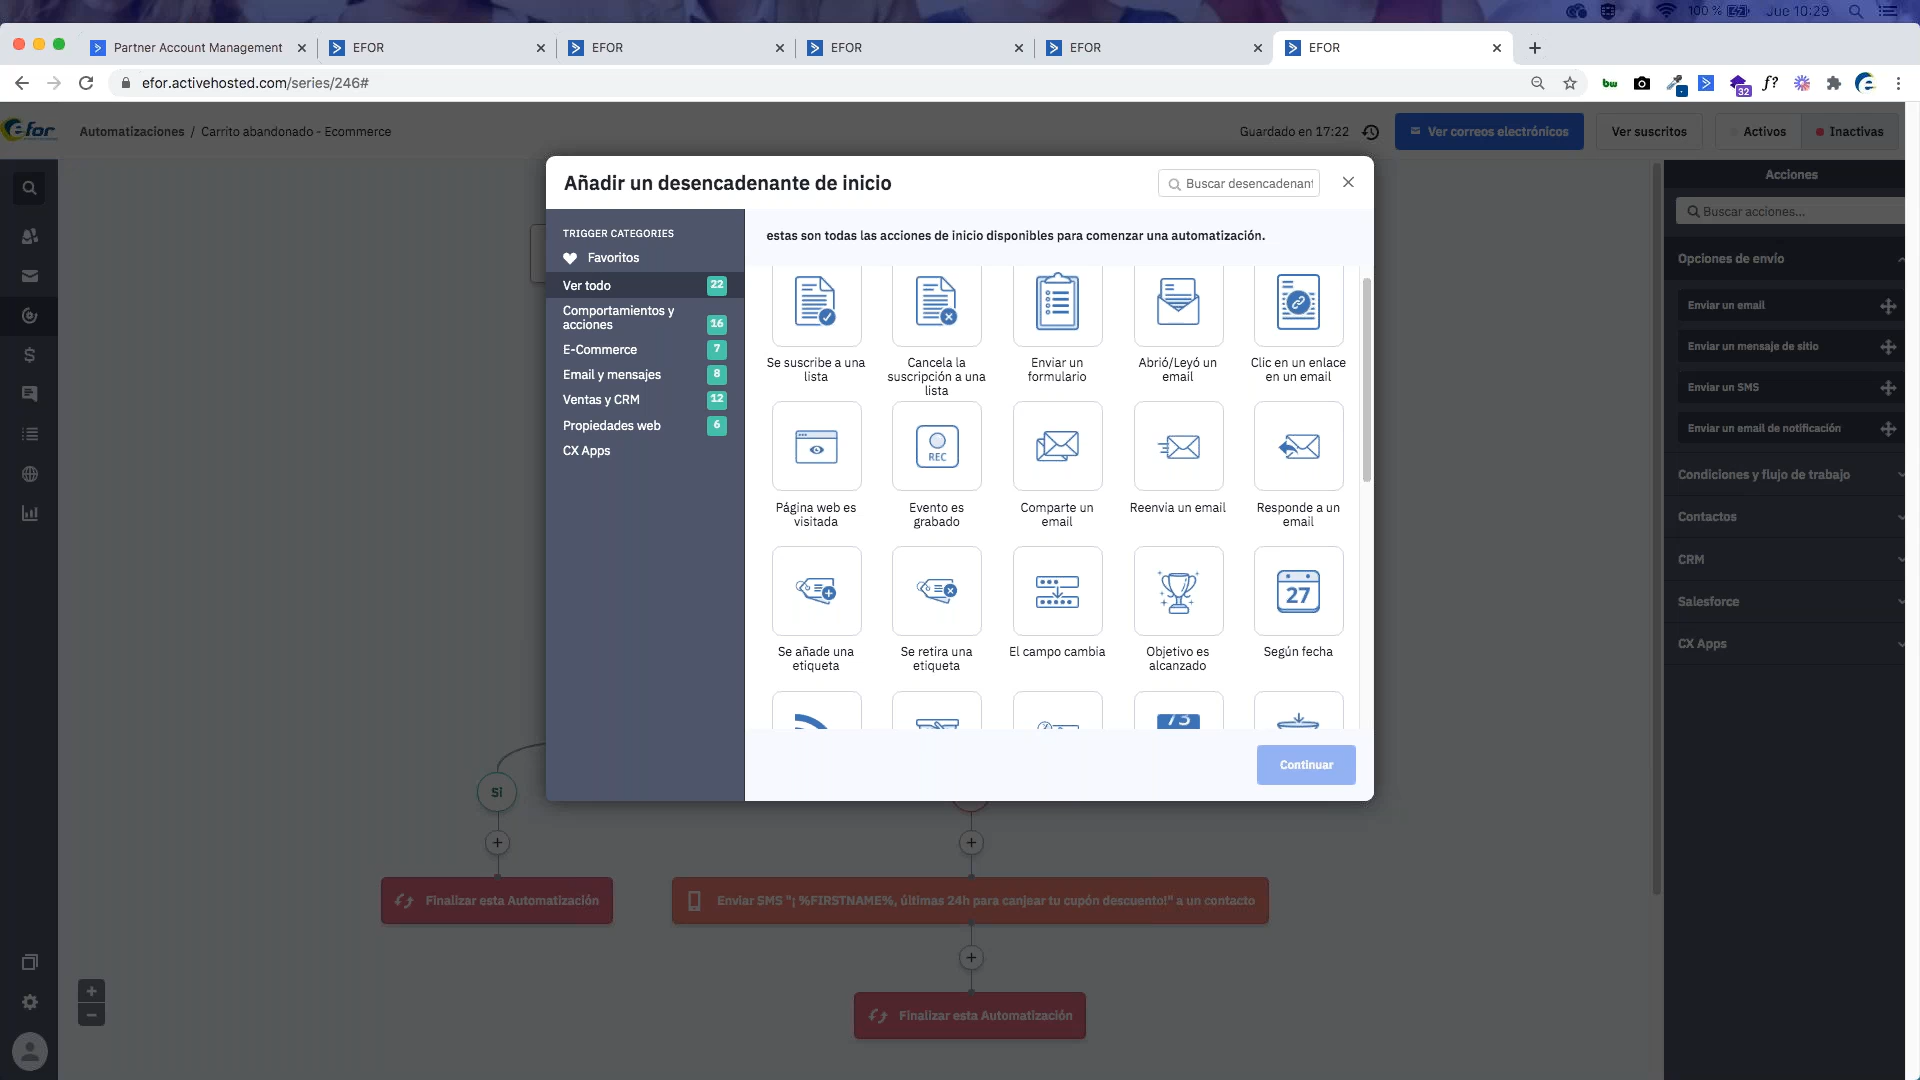 100 %
Jue 10:29
Partner Account Management
EFOR
EFOR
EFOR
EFOR
EFOR
efor.activehosted.com/series/246#
bw
32
f?
efor
Automatizaciones / Carrito abandonado - Ecommerce
Guardado en 17:22
Ver correos electrónicos
Ver suscritos
Activos
Inactivas
Añadir un desencadenante de inicio
Buscar desencadenant
Acciones
Buscar acciones...
TRIGGER CATEGORIES
Favoritos
Ver todo 22
Comportamientos y
acciones 16
E-Commerce 7
Email y mensajes 8
Ventas y CRM 12
Propiedades web 6
CX Apps
estas son todas las acciones de inicio disponibles para comenzar una automatización.
Se suscribe a una
lista
Cancela la
suscripción a una
lista
Enviar un
formulario
Abrió/Leyó un
email
Clic en un enlace
en un email
REC
Página web es
visitada
Evento es
grabado
Comparte un
email
Reenvia un email
Responde a un
email
27
Se añade una
etiqueta
Se retira una
etiqueta
El campo cambia
Objetivo es
alcanzado
Según fecha
73
Continuar
Opciones de envío
Enviar un email
Enviar un mensaje de sitio
Enviar un SMS
Enviar un email de notificación
Condiciones y flujo de trabajo
Contactos
CRM
Salesforce
CX Apps
Si
Finalizar esta Automatización
Enviar SMS "¡ %FIRSTNAME%, últimas 24h para canjear tu cupón descuento!" a un contacto
Finalizar esta Automatización